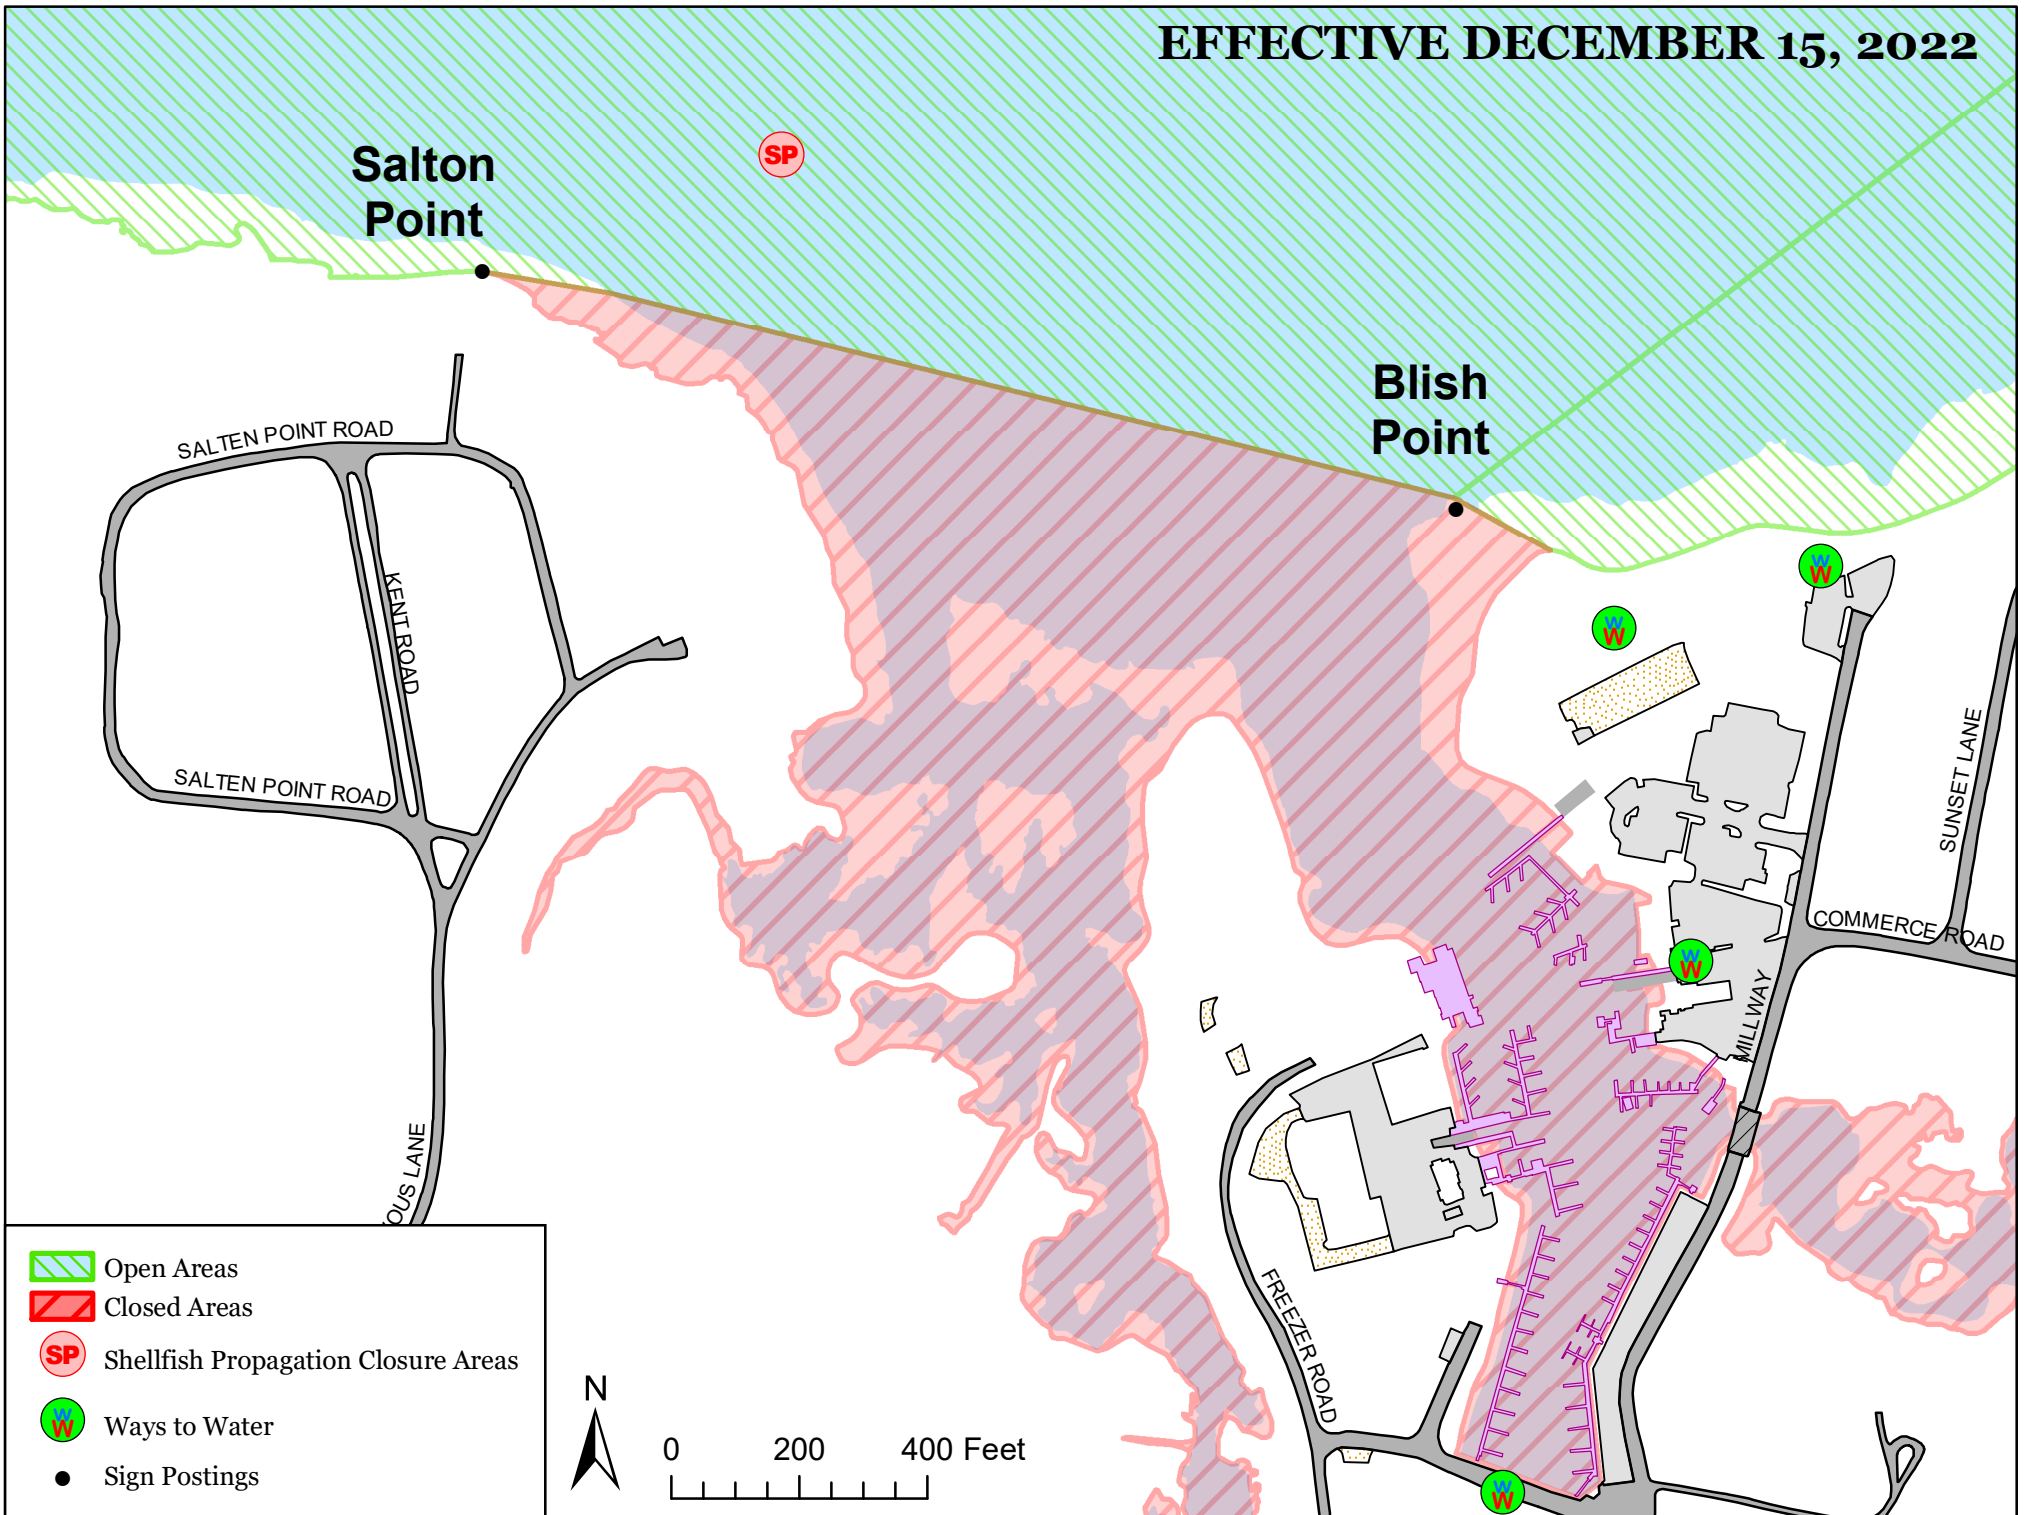 EFFECTIVE DECEMBER 15, 2022
SP
Salton
Point
Blish
Point
SALTEN POINT ROAD
KENT ROAD
SALTEN POINT ROAD
W
W
W
W
SUNSET LANE
COMMERCE ROAD
W
W
MILLWAY
OUS LANE
FREEZER ROAD
W
W
Open Areas
Closed Areas
SP Shellfish Propagation Closure Areas
W
W
Ways to Water
Sign Postings
N
0 200 400 Feet